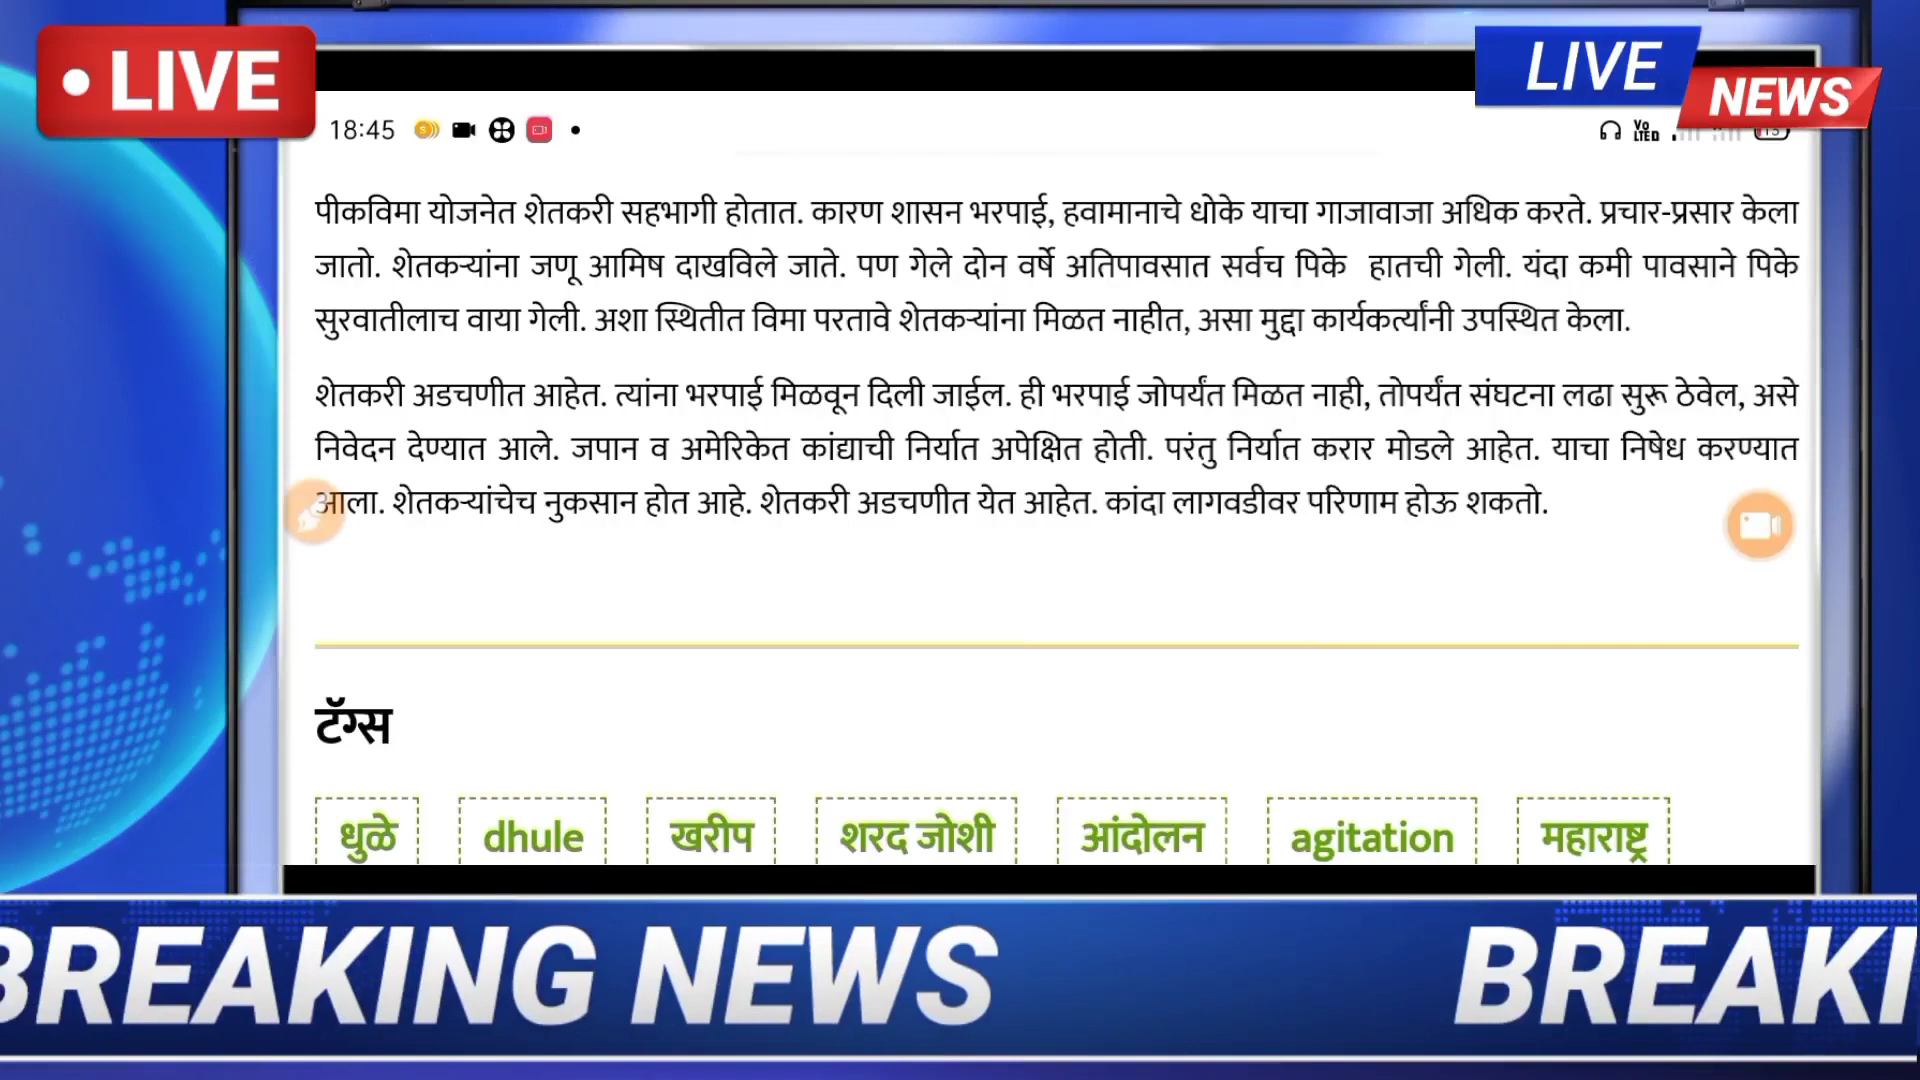 LIVE
LIVE
NEWS
18:45
पीकविमा योजनेत शेतकरी सहभागी होतात. कारण शासन भरपाई, हवामानाचे धोके याचा गाजावाजा अधिक करते. प्रचार-प्रसार केला
जातो. शेतकऱ्यांना जणू आमिष दाखविले जाते. पण गेले दोन वर्षे अतिपावसात सर्वच पिके हातची गेली. यंदा कमी पावसाने पिके
सुरवातीलाच वाया गेली. अशा स्थितीत विमा परतावे शेतकऱ्यांना मिळत नाहीत, असा मुद्दा कार्यकर्त्यांनी उपस्थित केला.
शेतकरी अडचणीत आहेत. त्यांना भरपाई मिळवून दिली जाईल. ही भरपाई जोपर्यंत मिळत नाही, तोपर्यंत संघटना लढा सुरू ठेवेल, असे
निवेदन देण्यात आले. जपान व अमेरिकेत कांद्याची निर्यात अपेक्षित होती. परंतु निर्यात करार मोडले आहेत. याचा निषेध करण्यात
आला. शेतकऱ्यांचेच नुकसान होत आहे. शेतकरी अडचणीत येत आहेत. कांदा लागवडीवर परिणाम होऊ शकतो.
टॅग्स
धुळे dhule खरीप शरद जोशी आंदोलन agitation महाराष्ट्र
BREAKING NEWS BREAKI